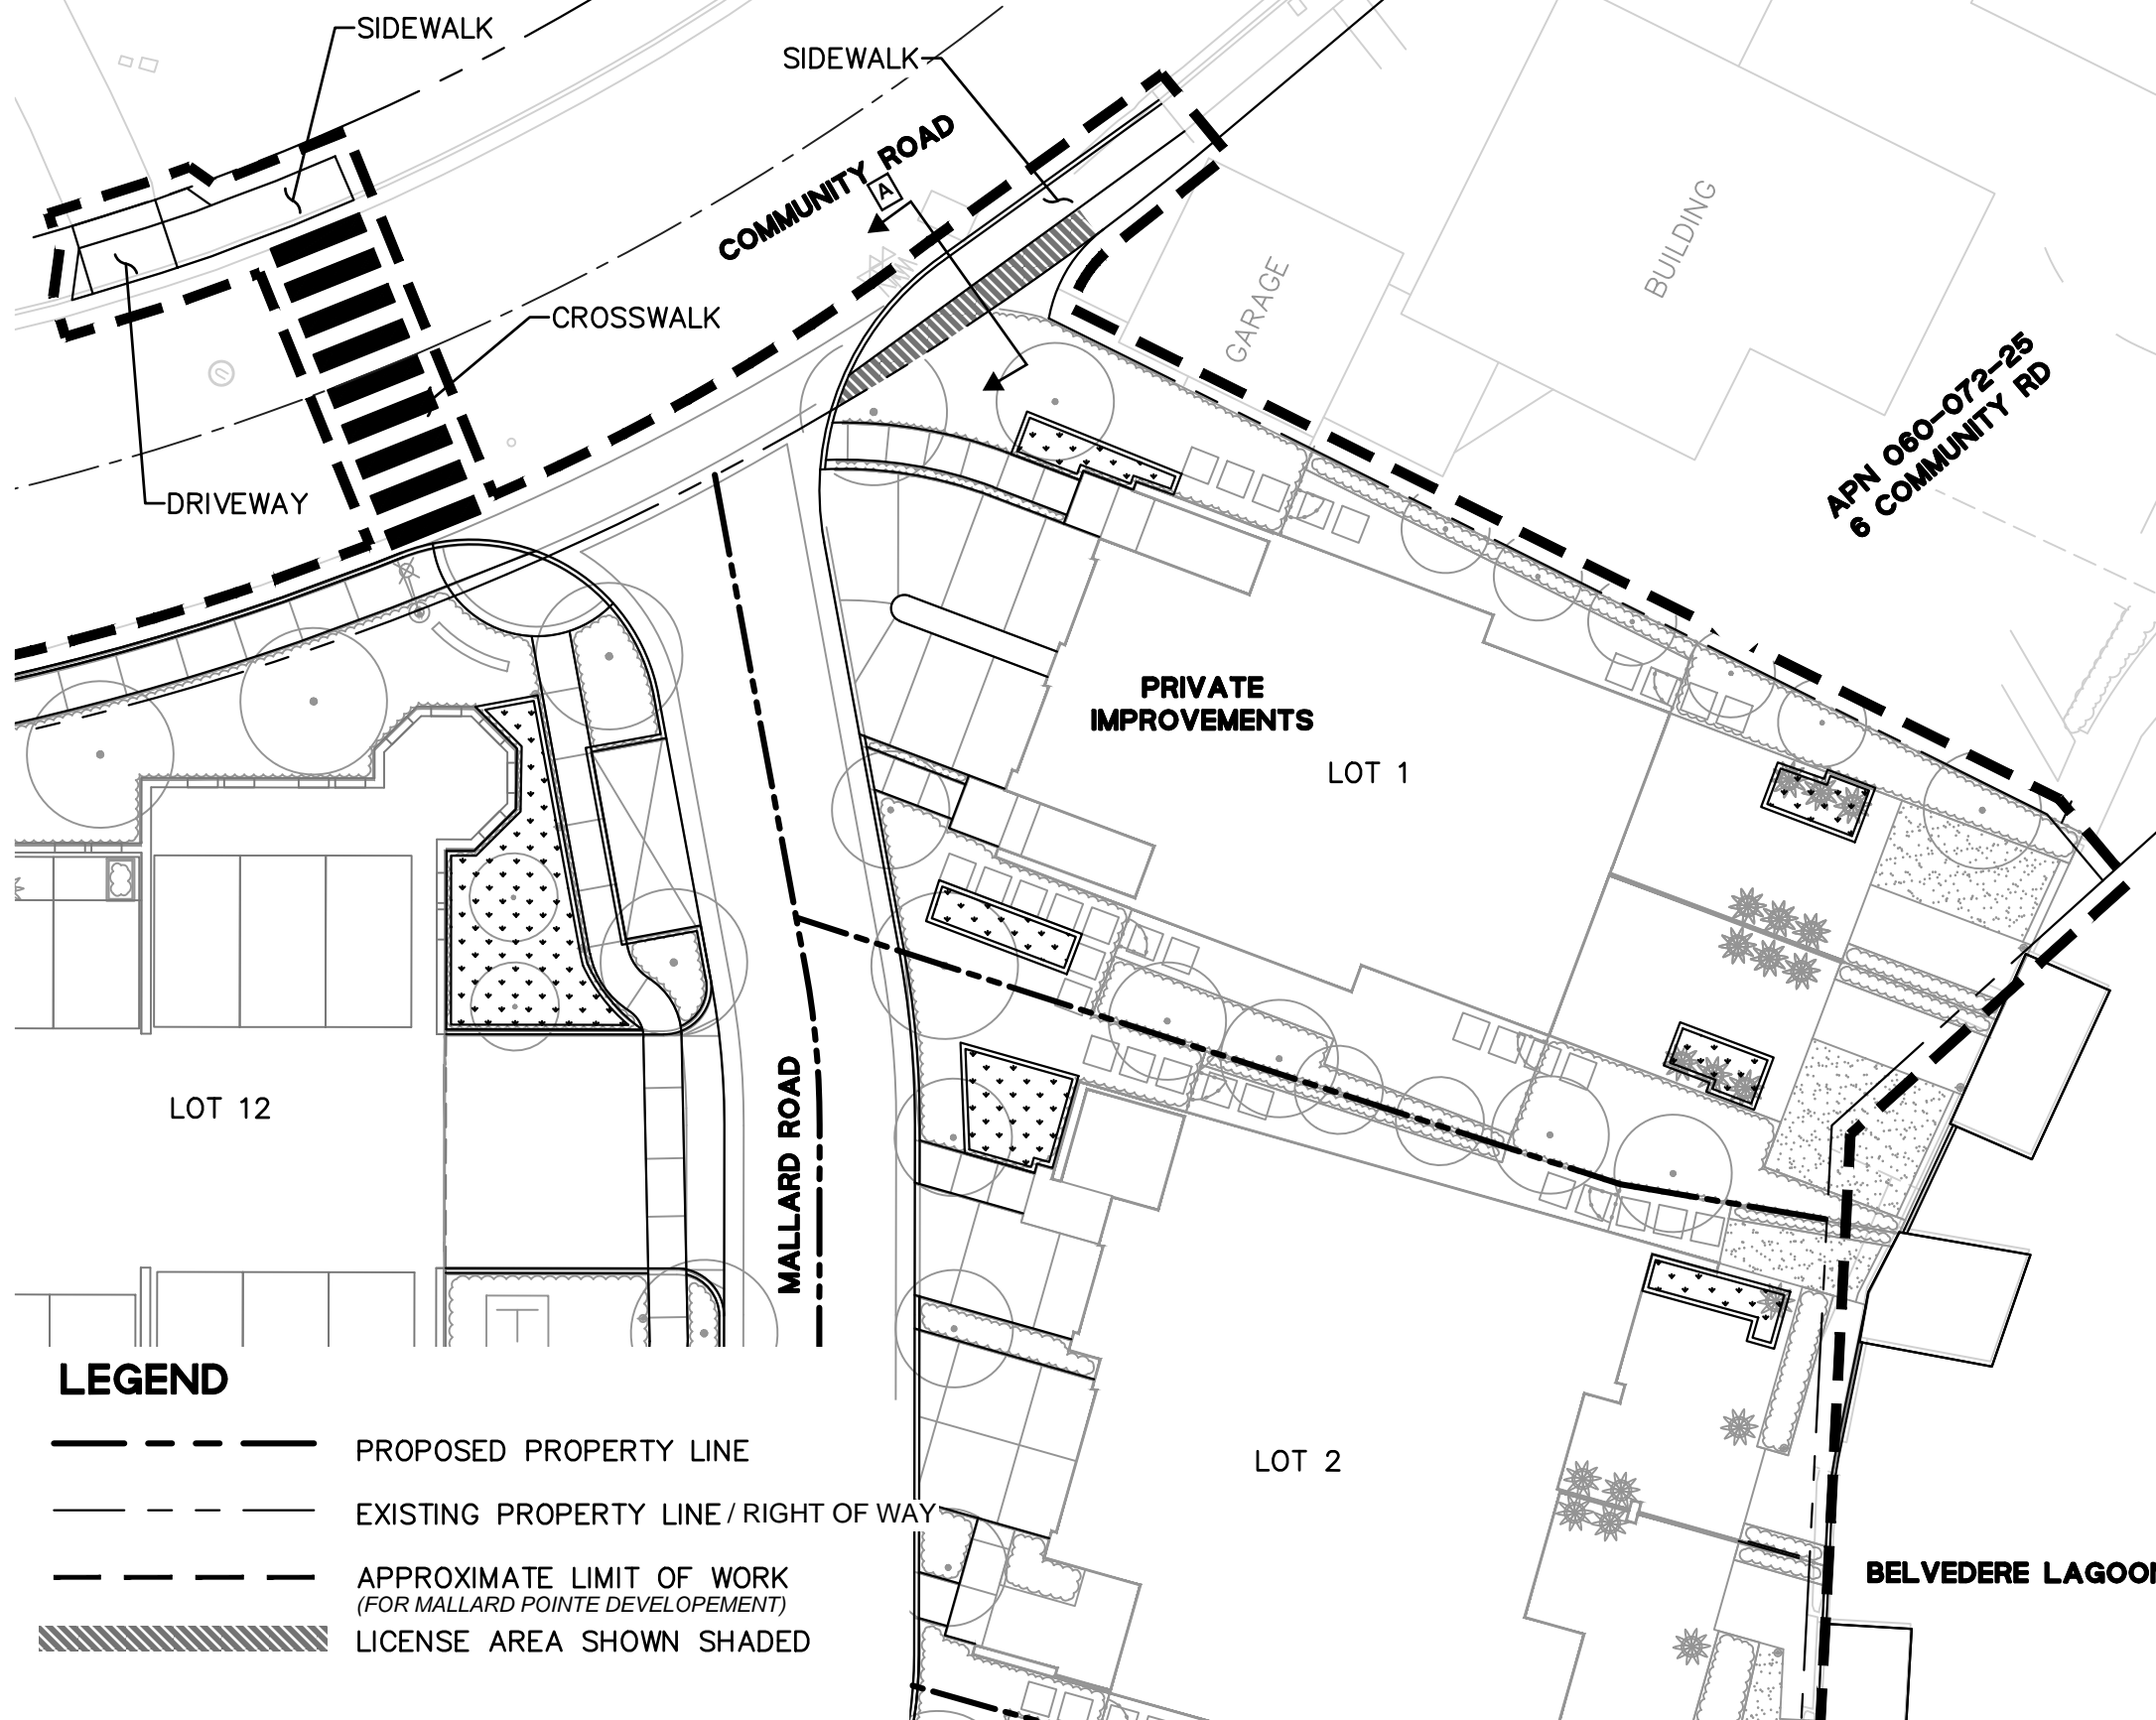 SIDEWALK
SIDEWALK
COMMUNITY ROAD
A
CROSSWALK
DRIVEWAY
GARAGE
BUILDING
APN 060-072-25
6 COMMUNITY RD
PRIVATE
IMPROVEMENTS
LOT 1
LOT 12
MALLARD ROAD
LOT 2
BELVEDERE LAGOON
LEGEND
PROPOSED PROPERTY LINE
EXISTING PROPERTY LINE / RIGHT OF WAY
APPROXIMATE LIMIT OF WORK
(FOR MALLARD POINTE DEVELOPEMENT)
LICENSE AREA SHOWN SHADED